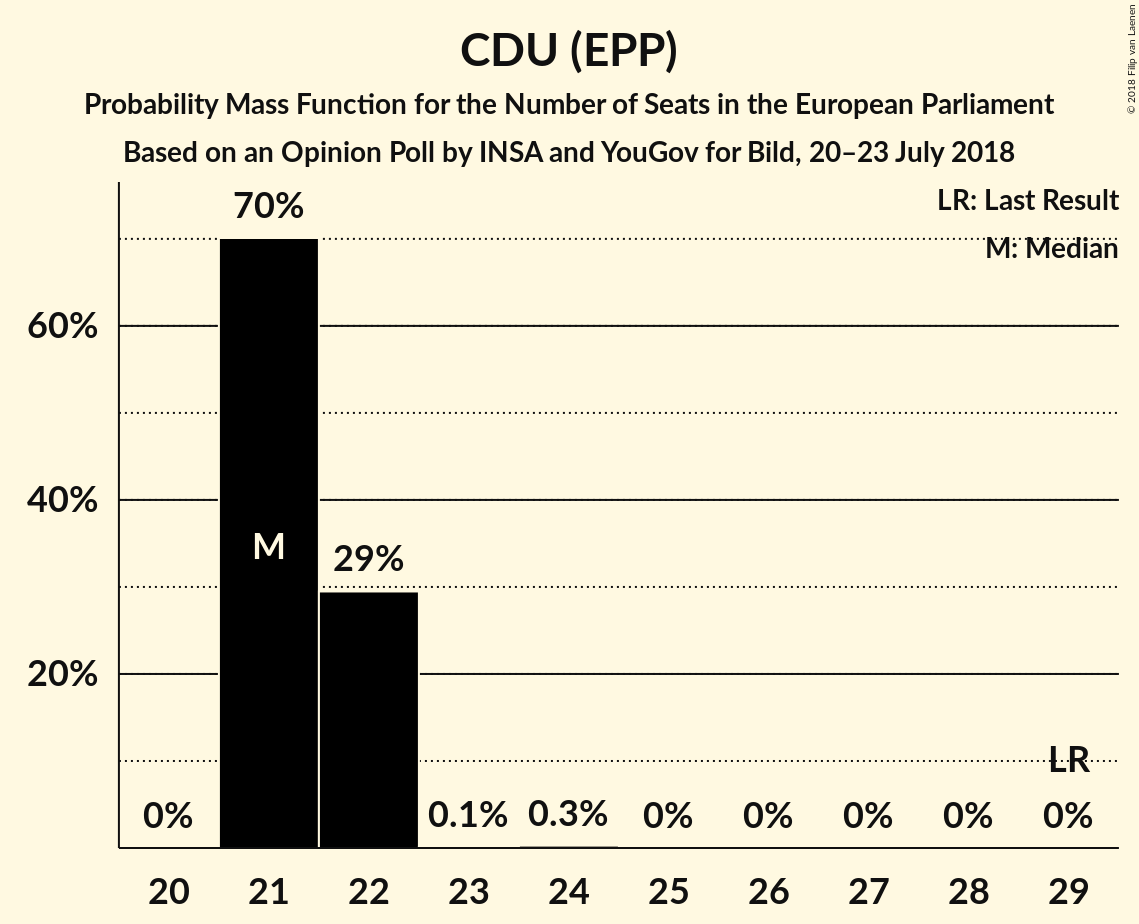 CDU (EPP)
Probability Mass Function for the Number of Seats in the European Parliament
Based on an Opinion Poll by INSA and YouGov for Bild, 20–23 July 2018
© 2018 Filip van Laenen
LR: Last Result
M: Median
70%
60%
40%
M
29%
20%
LR
0%
0.1%
0.3%
0%
0%
0%
0%
0%
20 21 22 23 24 25 26 27 28 29